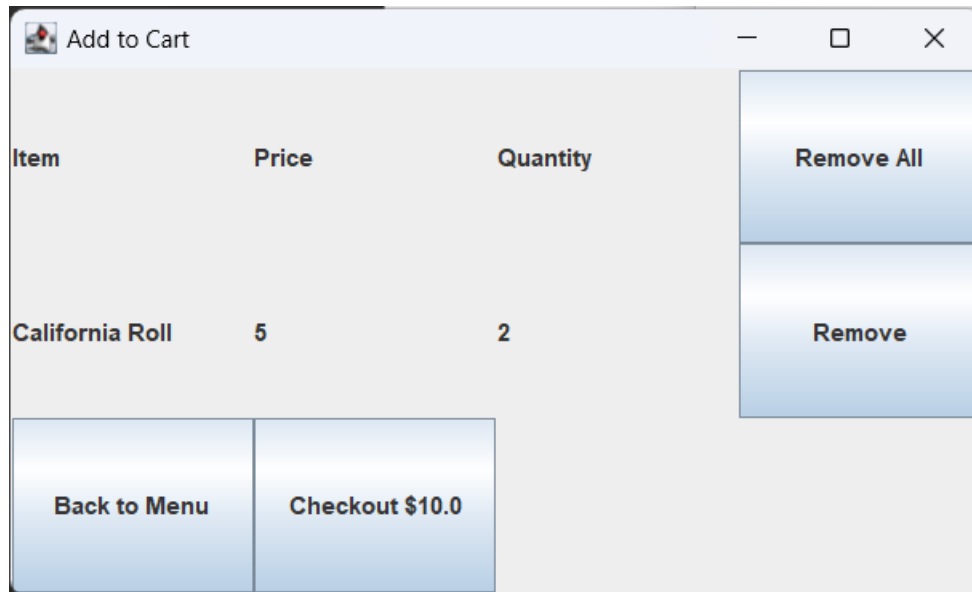 Add to Cart
Item Price Quantity Remove All
California Roll 5 2 Remove
Back to Menu Checkout $10.0